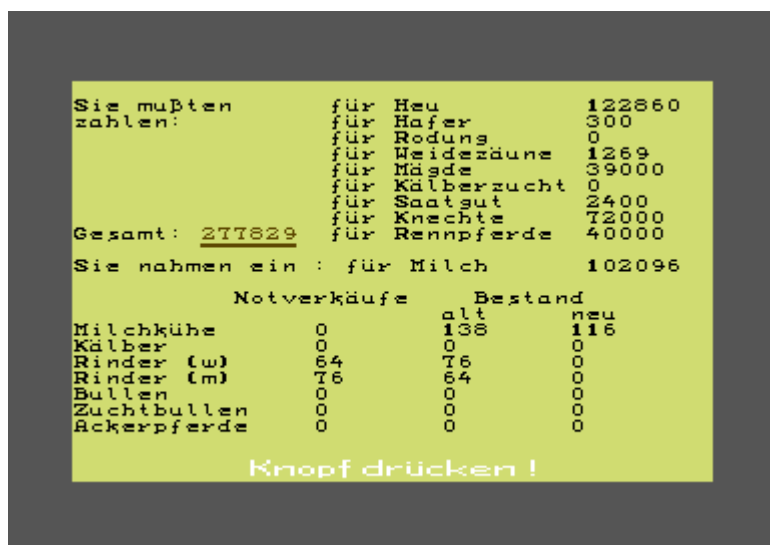 Sie mußten für Heu 122860
zahlen: für Hafer 300
für Rodung 0
für Weidezäune 1269
für Mägde 39000
für Kälberzucht 0
für Saatgut 2400
für Knechte 72000
Gesamt: 277829 für Rennpferde 40000
Sie nahmen ein : für Milch 102096
Notverkäufe Bestand
alt neu
Milchkühe 0 138 116
Kälber 0 0 0
Rinder (w) 64 76 0
Rinder (m) 76 64 0
Bullen 0 0 0
Zuchtbullen 0 0 0
Ackerpferde 0 0 0
Knopf drücken !